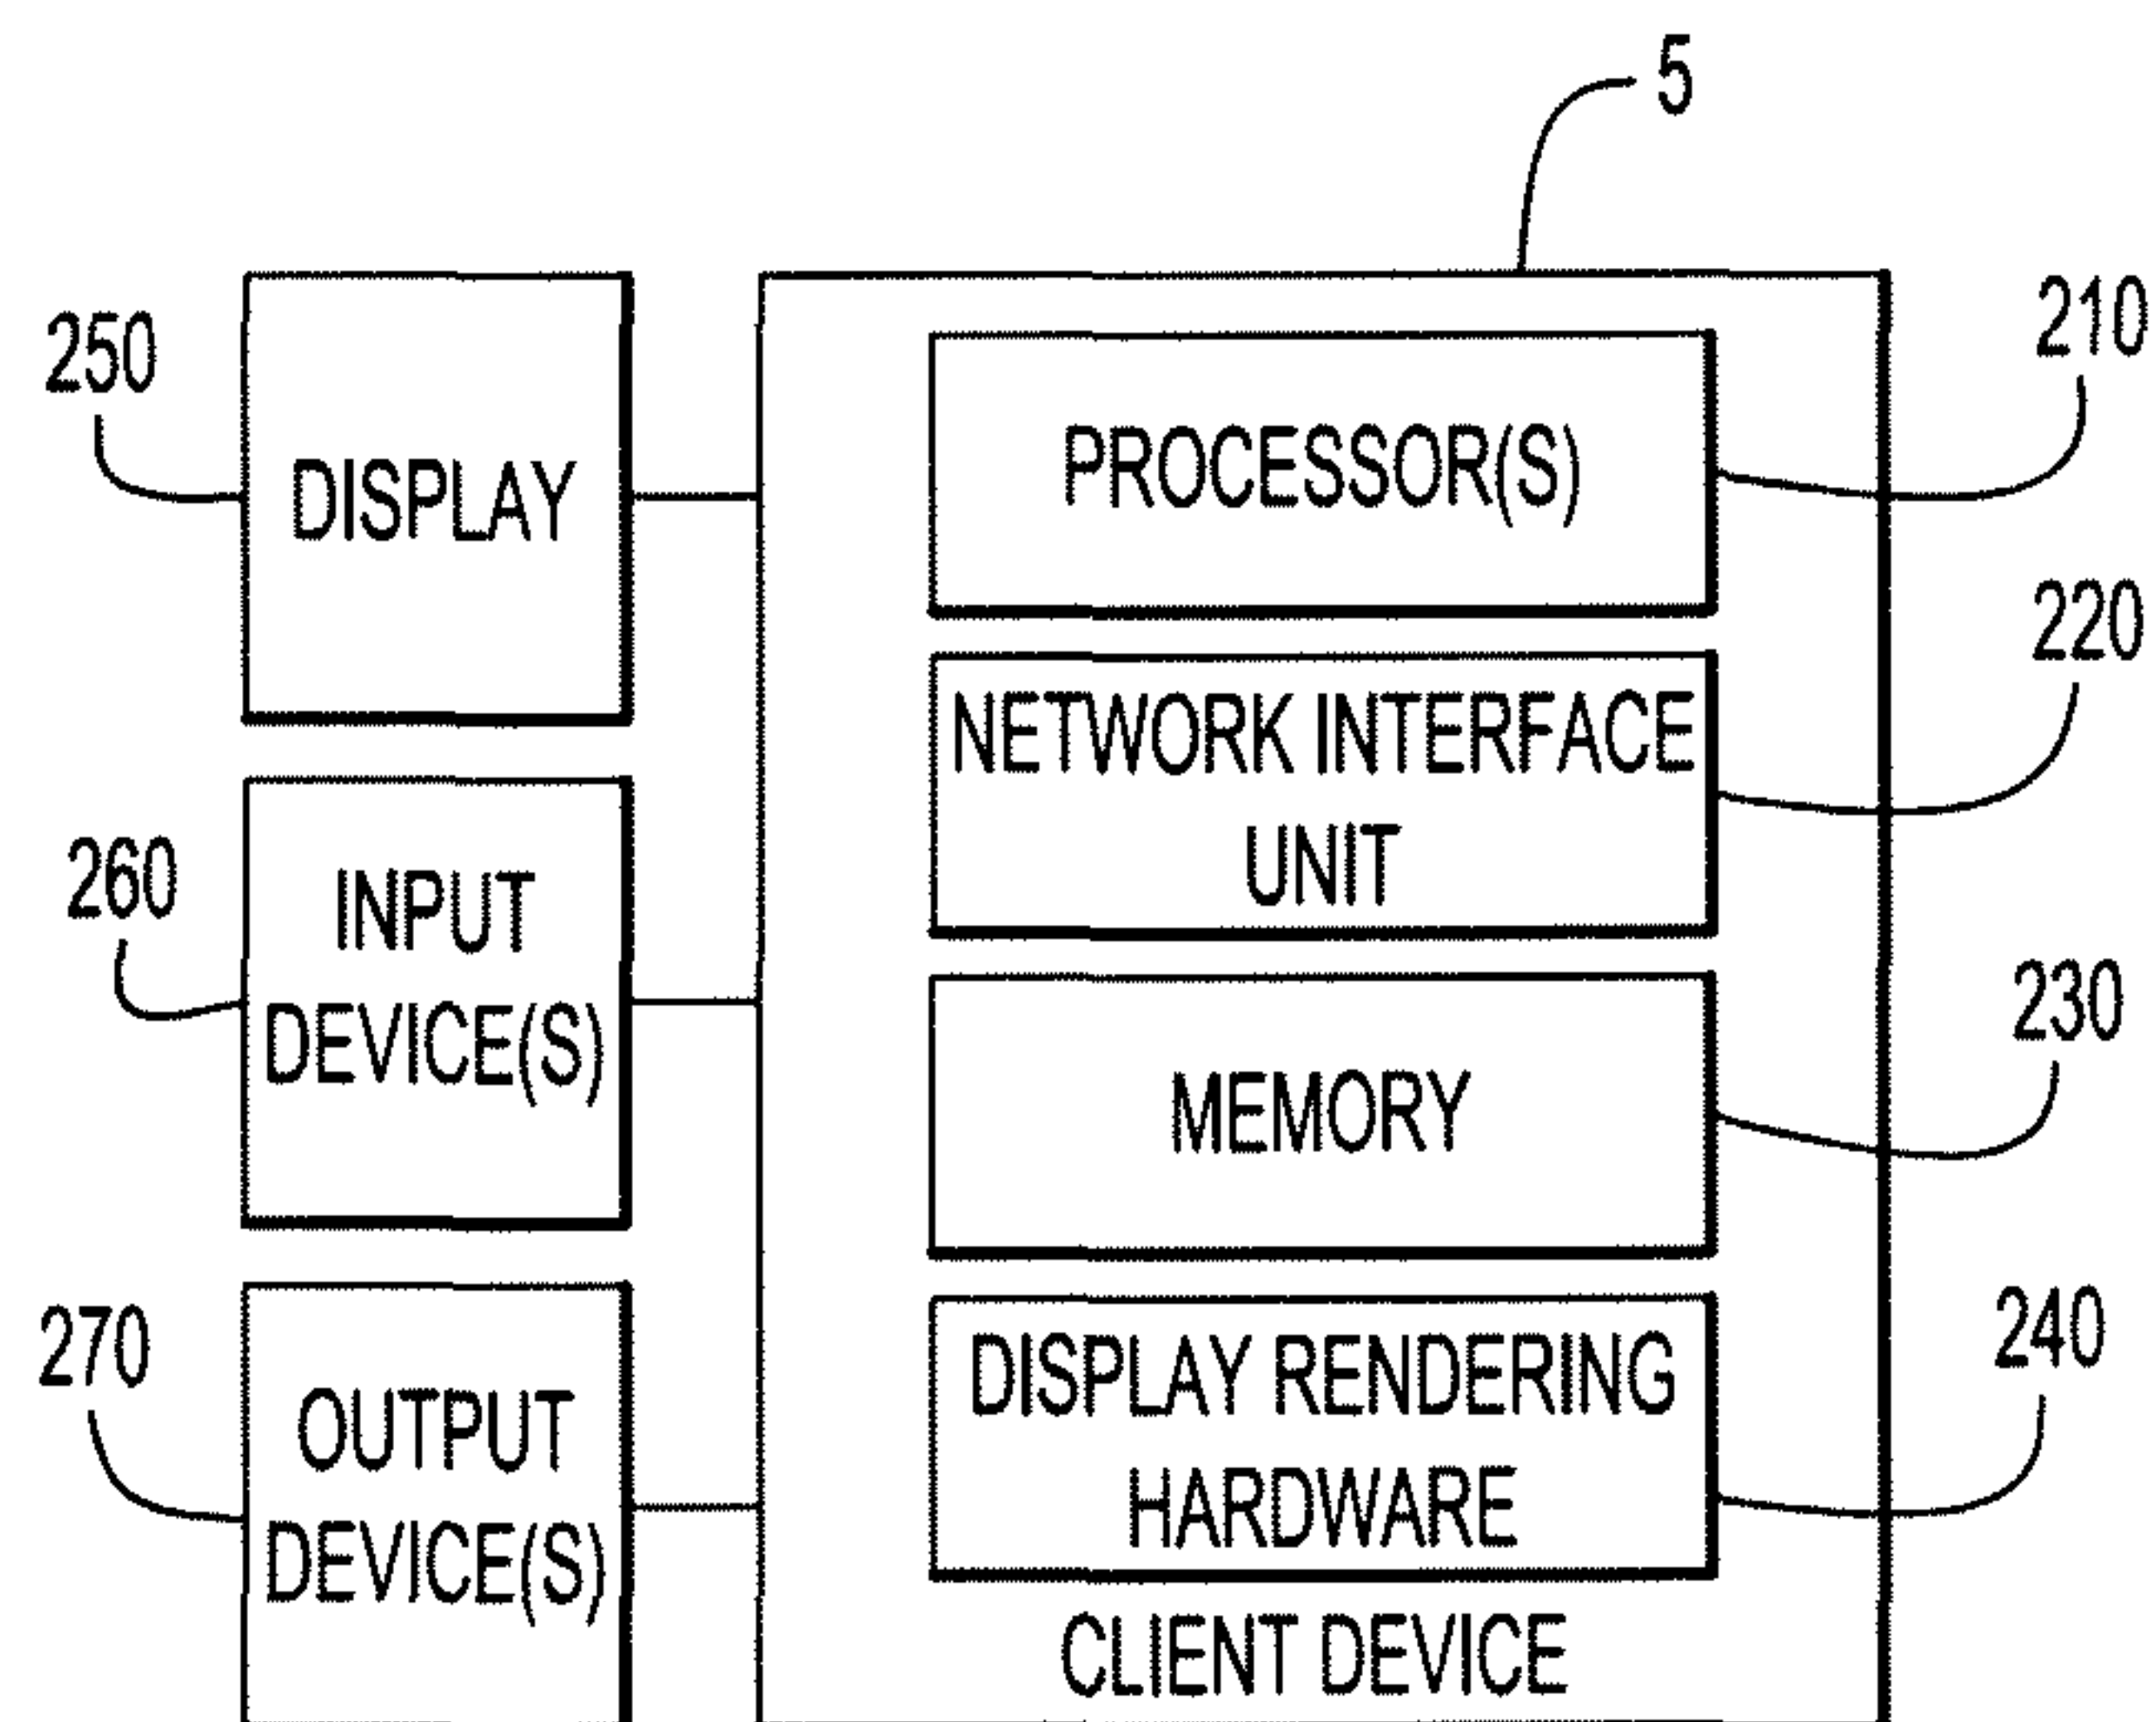 5
250
DISPLAY
260
INPUT
DEVICE(S)
270
OUTPUT
DEVICE(S)
PROCESSOR(S)
210
NETWORK INTERFACE
UNIT
220
MEMORY
230
DISPLAY RENDERING
HARDWARE
240
CLIENT DEVICE